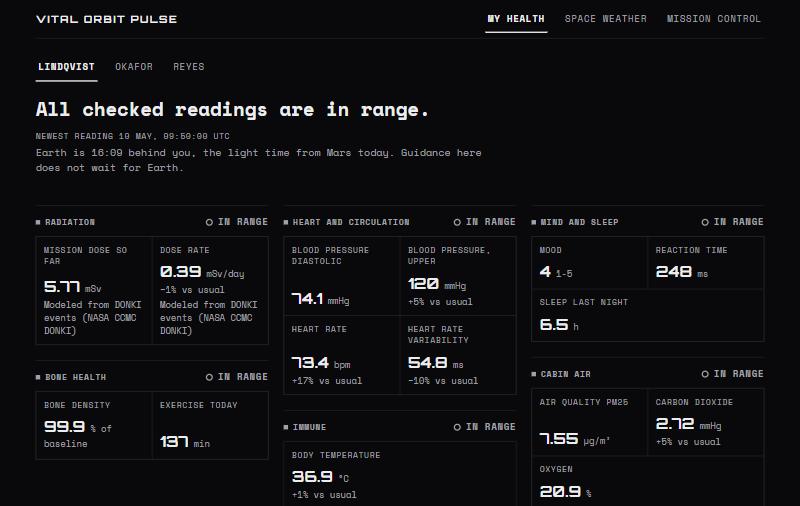 VITAL ORBIT PULSE
MY HEALTH SPACE WEATHER MISSION CONTROL
LINDQVIST OKAFOR REYES
All checked readings are in range.
NEWEST READING 10 MAY, 09:50:00 UTC
Earth is 16:09 behind you, the light time from Mars today. Guidance here
does not wait for Earth.
RADIATION IN RANGE
MISSION DOSE SO
FAR
5.77 mSv
Modeled from DONKI
events (NASA CCMC
DONKI)
DOSE RATE
0.39 mSv/day
−1% vs usual
Modeled from DONKI
events (NASA CCMC
DONKI)
BONE HEALTH IN RANGE
BONE DENSITY
99.9 % of
baseline
EXERCISE TODAY
137 min
HEART AND CIRCULATION IN RANGE
BLOOD PRESSURE
DIASTOLIC
74.1 mmHg
BLOOD PRESSURE,
UPPER
120 mmHg
+5% vs usual
HEART RATE
73.4 bpm
+17% vs usual
HEART RATE
VARIABILITY
54.8 ms
−10% vs usual
IMMUNE IN RANGE
BODY TEMPERATURE
36.9 °C
+1% vs usual
MIND AND SLEEP IN RANGE
MOOD
4 1-5
REACTION TIME
248 ms
SLEEP LAST NIGHT
6.5 h
CABIN AIR IN RANGE
AIR QUALITY PM25
7.55 µg/m³
CARBON DIOXIDE
2.72 mmHg
+5% vs usual
OXYGEN
20.9 %